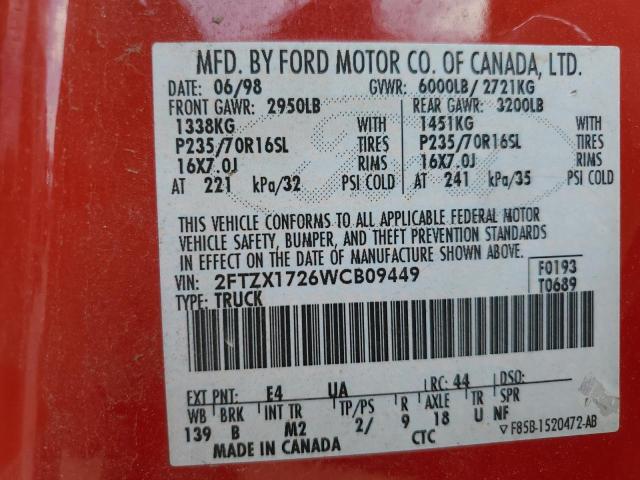 MFD. BY FORD MOTOR CO. OF CANADA, LTD.
DATE: 06/98 GVWR: 6000LB/ 2721KG
FRONT GAWR: 2950LB REAR GAWR: 3200LB
1338KG WITH 1451KG WITH
P235/70R16SL TIRES P235/70R16SL TIRES
16X7.0J RIMS 16X7.0J RIMS
AT 221 kPa/32 PSI COLD AT 241 kPa/35 PSI COLD
THIS VEHICLE CONFORMS TO ALL APPLICABLE FEDERAL MOTOR
VEHICLE SAFETY, BUMPER, AND THEFT PREVENTION STANDARDS
IN EFFECT ON THE DATE OF MANUFACTURE SHOWN ABOVE.
VIN: 2FTZX1726WCB09449 F0193
TYPE: TRUCK T0689
EXT PNT: E4 UA RC: 44 DSO:
WB BRK INT TR TP/PS R AXLE TR SPR
139 B M2 2/ 9 18 U NF
MADE IN CANADA CTC ▽ F85B-1520472-AB